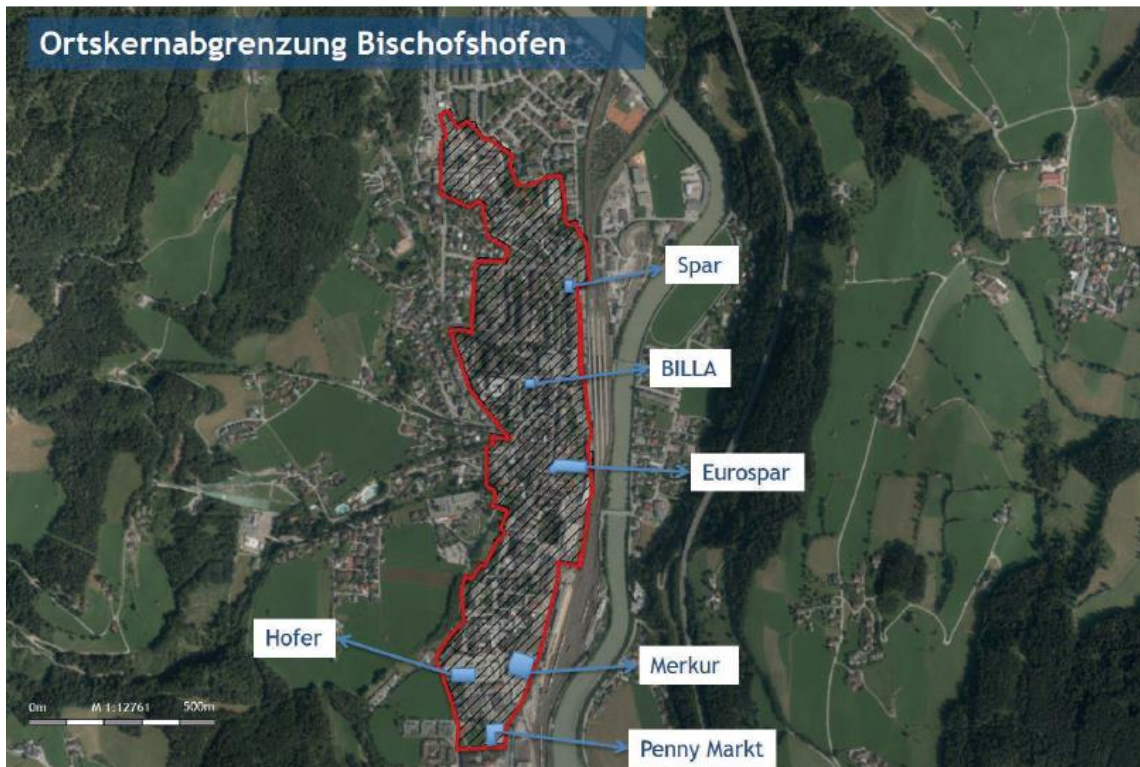 Ortskernabgrenzung Bischofshofen
Spar
BILLA
Eurospar
Hofer
Merkur
Penny Markt
0m M 1:12761 500m